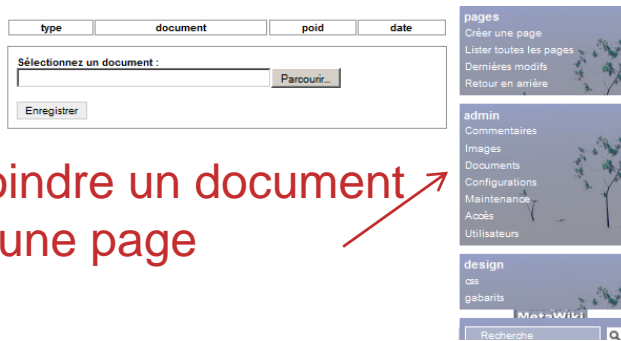 type document poid date
Sélectionnez un document :
Parcourir...
Enregistrer
oindre un document
une page
pages
Créer une page
Lister toutes les pages
Dernières modifs
Retour en arrière
admin
Commentaires
Images
Documents
Configurations
Maintenance
Accès
Utilisateurs
design
css
gabarits
MetaWiki
Recherche